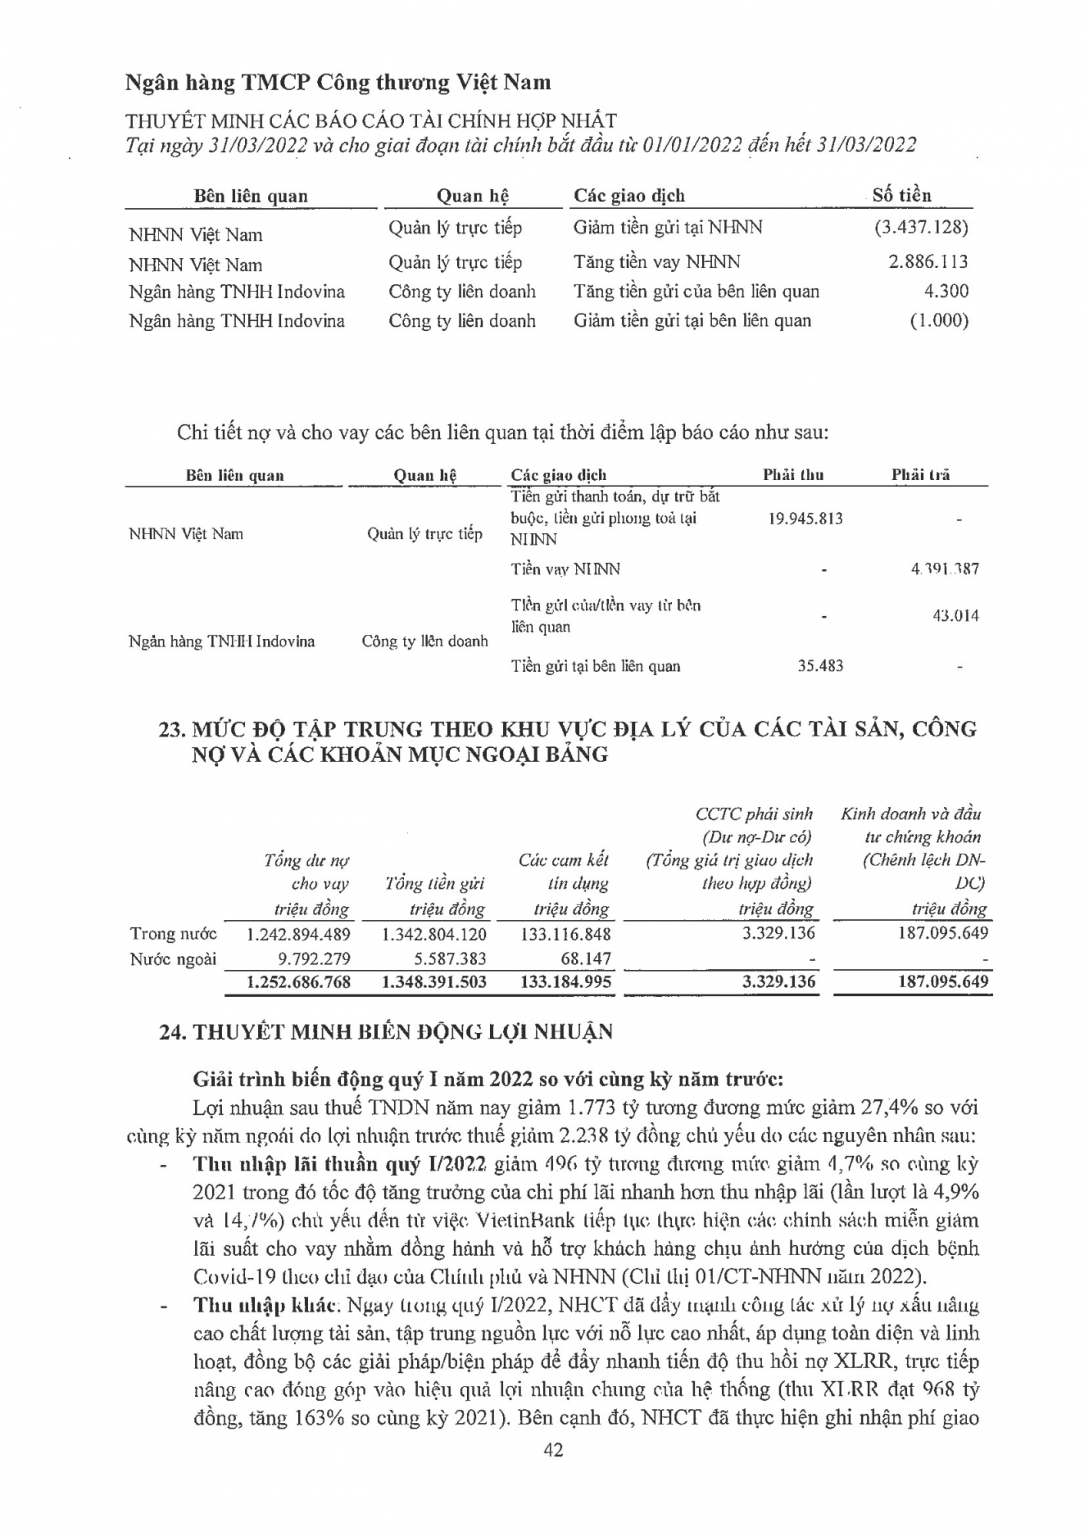 Ngân hàng TMCP Công thương Việt Nam
THUYẾT MINH CÁC BÁO CÁO TÀI CHÍNH HỢP NHẤT
Tại ngày 31/03/2022 và cho giai đoạn tài chính bắt đầu từ 01/01/2022 đến hết 31/03/2022
Bên liên quan Quan hệ Các giao dịch Số tiền
NHNN Việt Nam Quản lý trực tiếp Giảm tiền gửi tại NHNN (3.437.128)
NHNN Việt Nam Quản lý trực tiếp Tăng tiền vay NHNN 2.886.113
Ngân hàng TNHH Indovina Công ty liên doanh Tăng tiền gửi của bên liên quan 4.300
Ngân hàng TNHH Indovina Công ty liên doanh Giảm tiền gửi tại bên liên quan (1.000)
Chi tiết nợ và cho vay các bên liên quan tại thời điểm lập báo cáo như sau:
Bên liên quan Quan hệ Các giao dịch Phải thu Phải trả
Tiền gửi thanh toán, dự trữ bắt
buộc, tiền gửi phong toả tại 19.945.813 -
NHNN Việt Nam Quản lý trực tiếp NHNN
Tiền vay NHNN - 4.391.387
Tiền gửi của/tiền vay từ bên
liên quan - 43.014
Ngân hàng TNHH Indovina Công ty liên doanh
Tiền gửi tại bên liên quan 35.483 -
23. MỨC ĐỘ TẬP TRUNG THEO KHU VỰC ĐỊA LÝ CỦA CÁC TÀI SẢN, CÔNG
NỢ VÀ CÁC KHOẢN MỤC NGOẠI BẢNG
CCTC phái sinh Kinh doanh và đầu
(Dư nợ-Dư có) tư chứng khoán
Tổng dư nợ Các cam kết (Tổng giá trị giao dịch (Chênh lệch DN-
cho vay Tổng tiền gửi tín dụng theo hợp đồng) DC)
triệu đồng triệu đồng triệu đồng triệu đồng triệu đồng
Trong nước 1.242.894.489 1.342.804.120 133.116.848 3.329.136 187.095.649
Nước ngoài 9.792.279 5.587.383 68.147 - -
1.252.686.768 1.348.391.503 133.184.995 3.329.136 187.095.649
24. THUYẾT MINH BIẾN ĐỘNG LỢI NHUẬN
Giải trình biến động quý I năm 2022 so với cùng kỳ năm trước:
Lợi nhuận sau thuế TNDN năm nay giảm 1.773 tỷ tương đương mức giảm 27,4% so với
cùng kỳ năm ngoái do lợi nhuận trước thuế giảm 2.238 tỷ đồng chủ yếu do các nguyên nhân sau:
- Thu nhập lãi thuần quý I/2022 giảm 496 tỷ tương đương mức giảm 4,7% so cùng kỳ
2021 trong đó tốc độ tăng trưởng của chi phí lãi nhanh hơn thu nhập lãi (lần lượt là 4,9%
và 14,7%) chủ yếu đến từ việc VietinBank tiếp tục thực hiện các chính sách miễn giảm
lãi suất cho vay nhằm đồng hành và hỗ trợ khách hàng chịu ảnh hưởng của dịch bệnh
Covid-19 theo chỉ đạo của Chính phủ và NHNN (Chỉ thị 01/CT-NHNN năm 2022).
- Thu nhập khác: Ngay trong quý I/2022, NHCT đã đẩy mạnh công tác xử lý nợ xấu nâng
cao chất lượng tài sản, tập trung nguồn lực với nỗ lực cao nhất, áp dụng toàn diện và linh
hoạt, đồng bộ các giải pháp/biện pháp để đẩy nhanh tiến độ thu hồi nợ XLRR, trực tiếp
nâng cao đóng góp vào hiệu quả lợi nhuận chung của hệ thống (thu XLRR đạt 968 tỷ
đồng, tăng 163% so cùng kỳ 2021). Bên cạnh đó, NHCT đã thực hiện ghi nhận phí giao
42